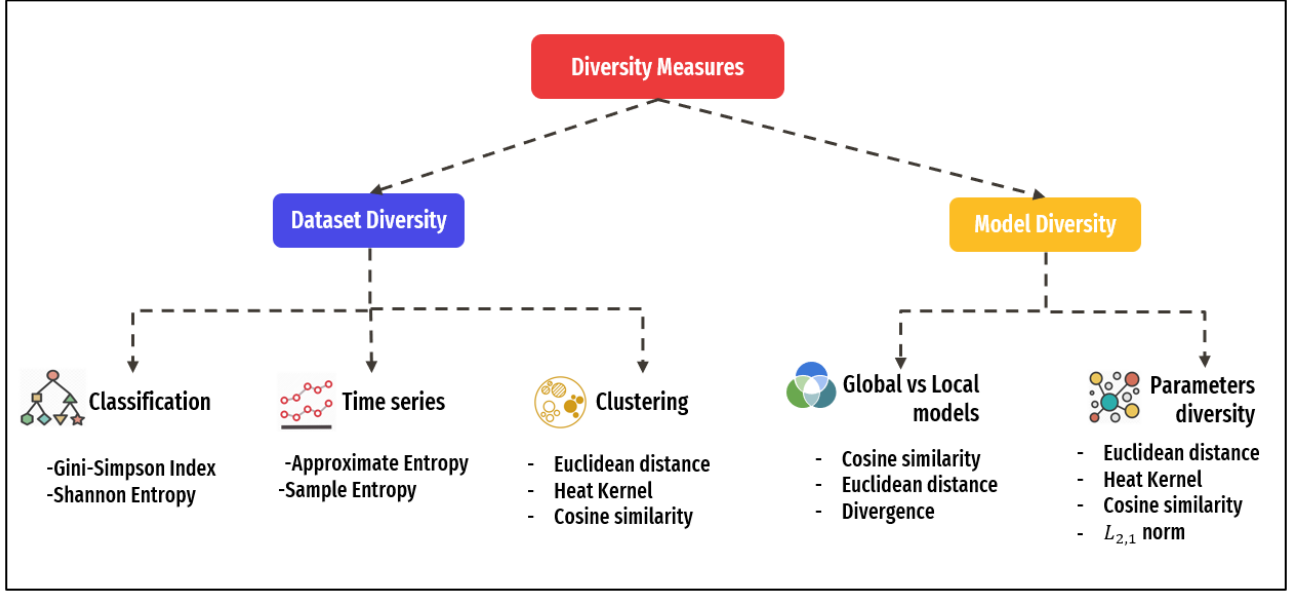 Diversity Measures
Dataset Diversity
Model Diversity
Classification
-Gini-Simpson Index
-Shannon Entropy
Time series
-Approximate Entropy
-Sample Entropy
Clustering
- Euclidean distance
- Heat Kernel
- Cosine similarity
Global vs Local
models
- Cosine similarity
- Euclidean distance
- Divergence
Parameters
diversity
- Euclidean distance
- Heat Kernel
- Cosine similarity
- L2,1 norm